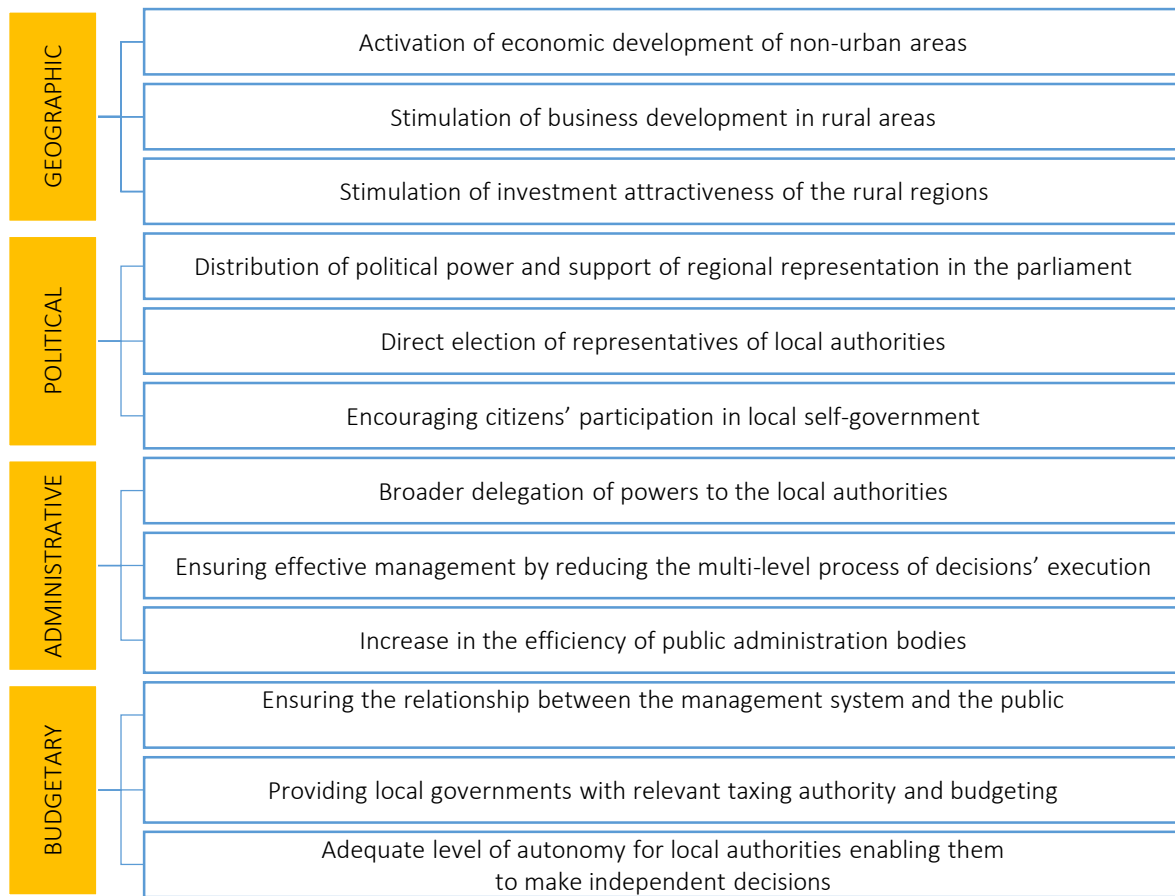 GEOGRAPHIC
Activation of economic development of non-urban areas
Stimulation of business development in rural areas
Stimulation of investment attractiveness of the rural regions
POLITICAL
Distribution of political power and support of regional representation in the parliament
Direct election of representatives of local authorities
Encouraging citizens’ participation in local self-government
ADMINISTRATIVE
Broader delegation of powers to the local authorities
Ensuring effective management by reducing the multi-level process of decisions’ execution
Increase in the efficiency of public administration bodies
BUDGETARY
Ensuring the relationship between the management system and the public
Providing local governments with relevant taxing authority and budgeting
Adequate level of autonomy for local authorities enabling them
to make independent decisions